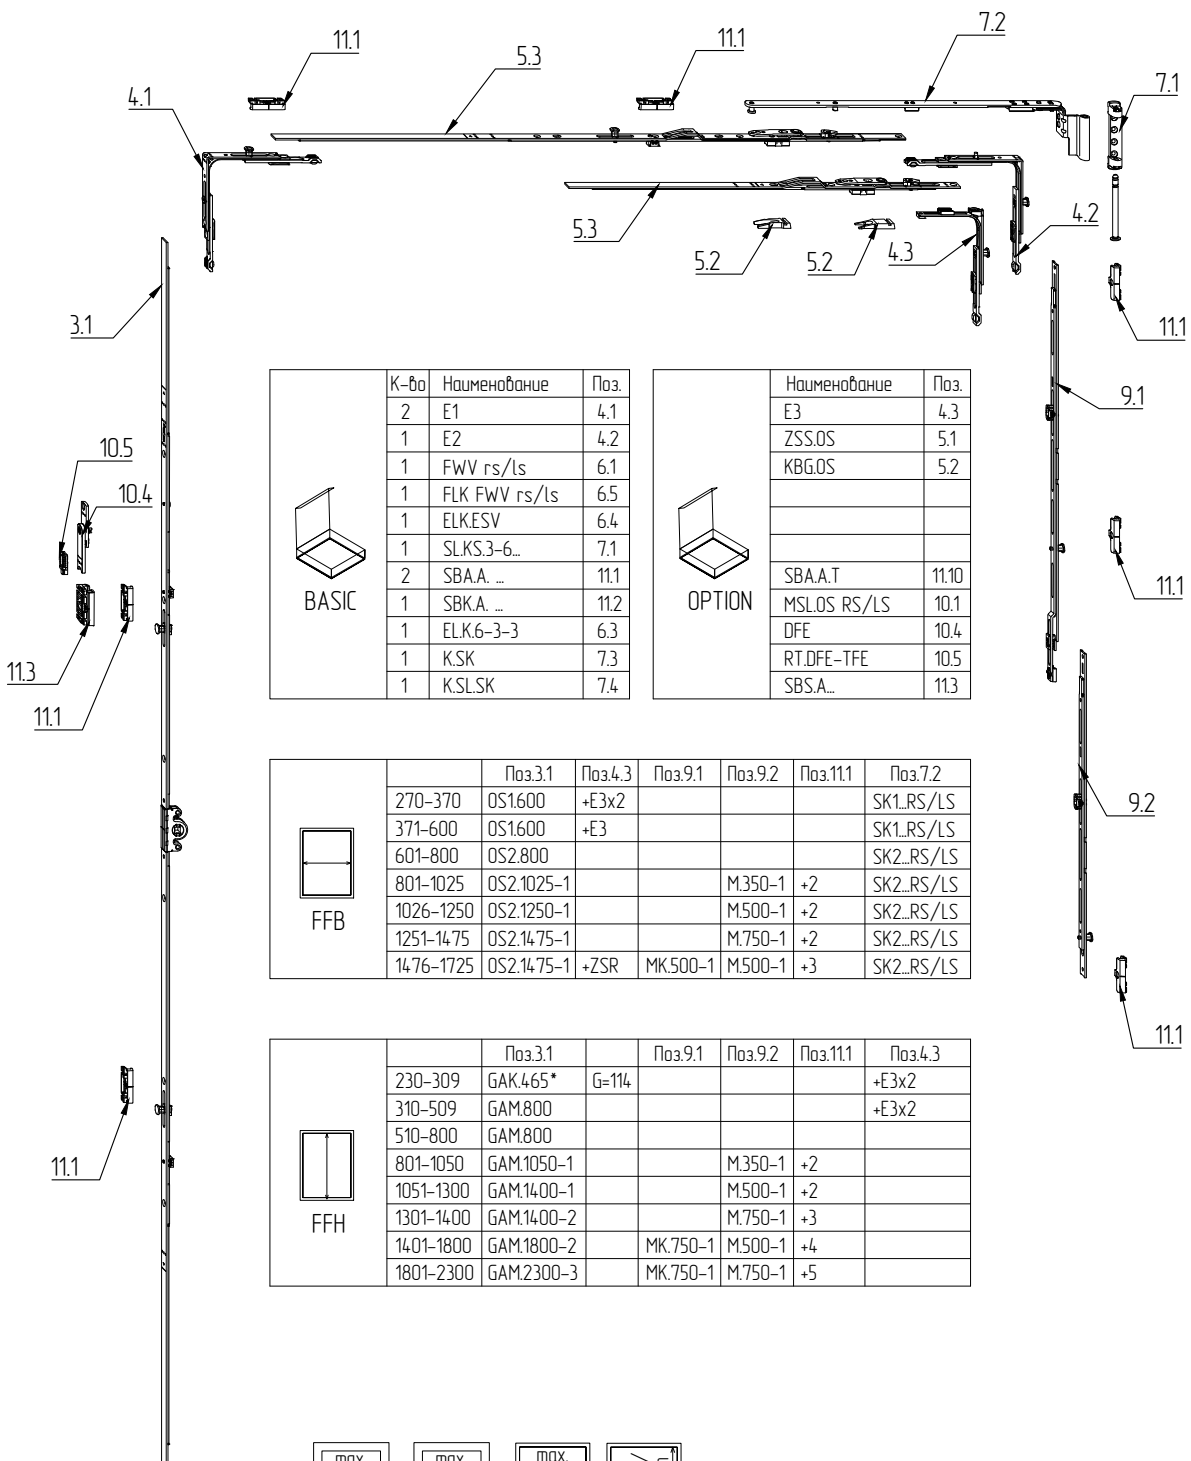 7.2
11.1
5.3
11.1
4.1
7.1
4.2
5.3
5.2
5.2
4.3
3.1
11.1
9.1
10.5
10.4
11.1
11.3
11.1
9.2
11.1
11.1
К-во Наименование Поз.
2 E1 4.1
1 E2 4.2
1 FWV rs/ls 6.1
1 FLK FWV rs/ls 6.5
1 ELK.ESV 6.4
1 SL.KS.3-6... 7.1
2 SBA.A. ... 11.1
1 SBK.A. ... 11.2
1 EL.K.6-3-3 6.3
1 K.SK 7.3
1 K.SL.SK 7.4
BASIC
Наименование Поз.
E3 4.3
ZSS.OS 5.1
KBG.OS 5.2
SBA.A.T 11.10
MSL.OS RS/LS 10.1
DFE 10.4
RT.DFE-TFE 10.5
SBS.A... 11.3
OPTION
Поз.3.1 Поз.4.3 Поз.9.1 Поз.9.2 Поз.11.1 Поз.7.2
270-370 OS1.600 +E3x2 SK1...RS/LS
371-600 OS1.600 +E3 SK1...RS/LS
601-800 OS2.800 SK2...RS/LS
801-1025 OS2.1025-1 M.350-1 +2 SK2...RS/LS
1026-1250 OS2.1250-1 M.500-1 +2 SK2...RS/LS
1251-1475 OS2.1475-1 M.750-1 +2 SK2...RS/LS
1476-1725 OS2.1475-1 +ZSR MK.500-1 M.500-1 +3 SK2...RS/LS
FFB
Поз.3.1 Поз.9.1 Поз.9.2 Поз.11.1 Поз.4.3
230-309 GAK.465* G=114 +E3x2
310-509 GAM.800 +E3x2
510-800 GAM.800
801-1050 GAM.1050-1 M.350-1 +2
1051-1300 GAM.1400-1 M.500-1 +2
1301-1400 GAM.1400-2 M.750-1 +3
1401-1800 GAM.1800-2 MK.750-1 M.500-1 +4
1801-2300 GAM.2300-3 MK.750-1 M.750-1 +5
FFH
max. max. max.